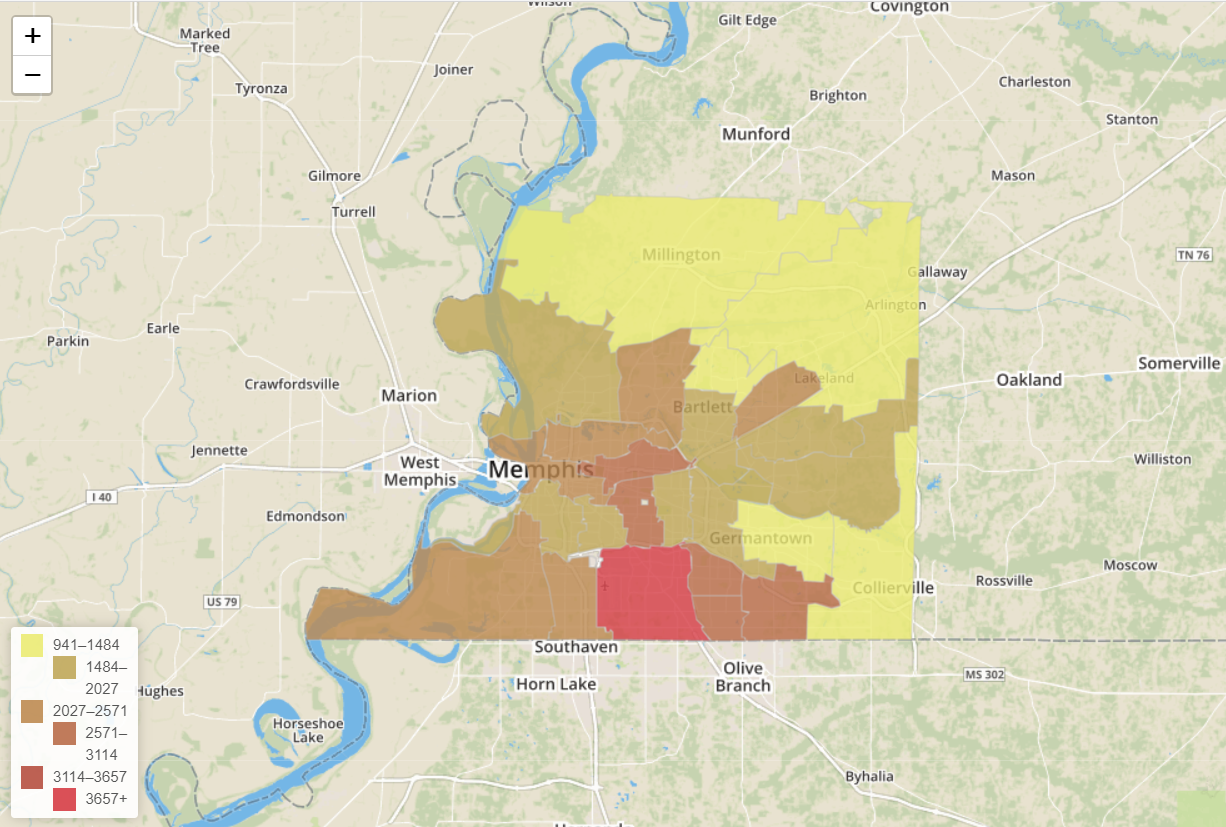 Wilson
Covington
Gilt Edge
+
−
Marked
Tree
Joiner
Tyronza
Charleston
Brighton
Stanton
Munford
Gilmore
Mason
Turrell
Millington
TN 76
Gallaway
Arlington
Earle
Parkin
Somerville
Lakeland
Oakland
Crawfordsville
Marion
Bartlett
Jennette
West
Memphis
Memphis
Williston
I 40
Edmondson
Germantown
Moscow
Rossville
Collierville
US 79
Southaven
Olive
Branch
MS 302
Horn Lake
Hughes
Horseshoe
Lake
Byhalia
941–1484
1484–
2027
2027–2571
2571–
3114
3114–3657
3657+